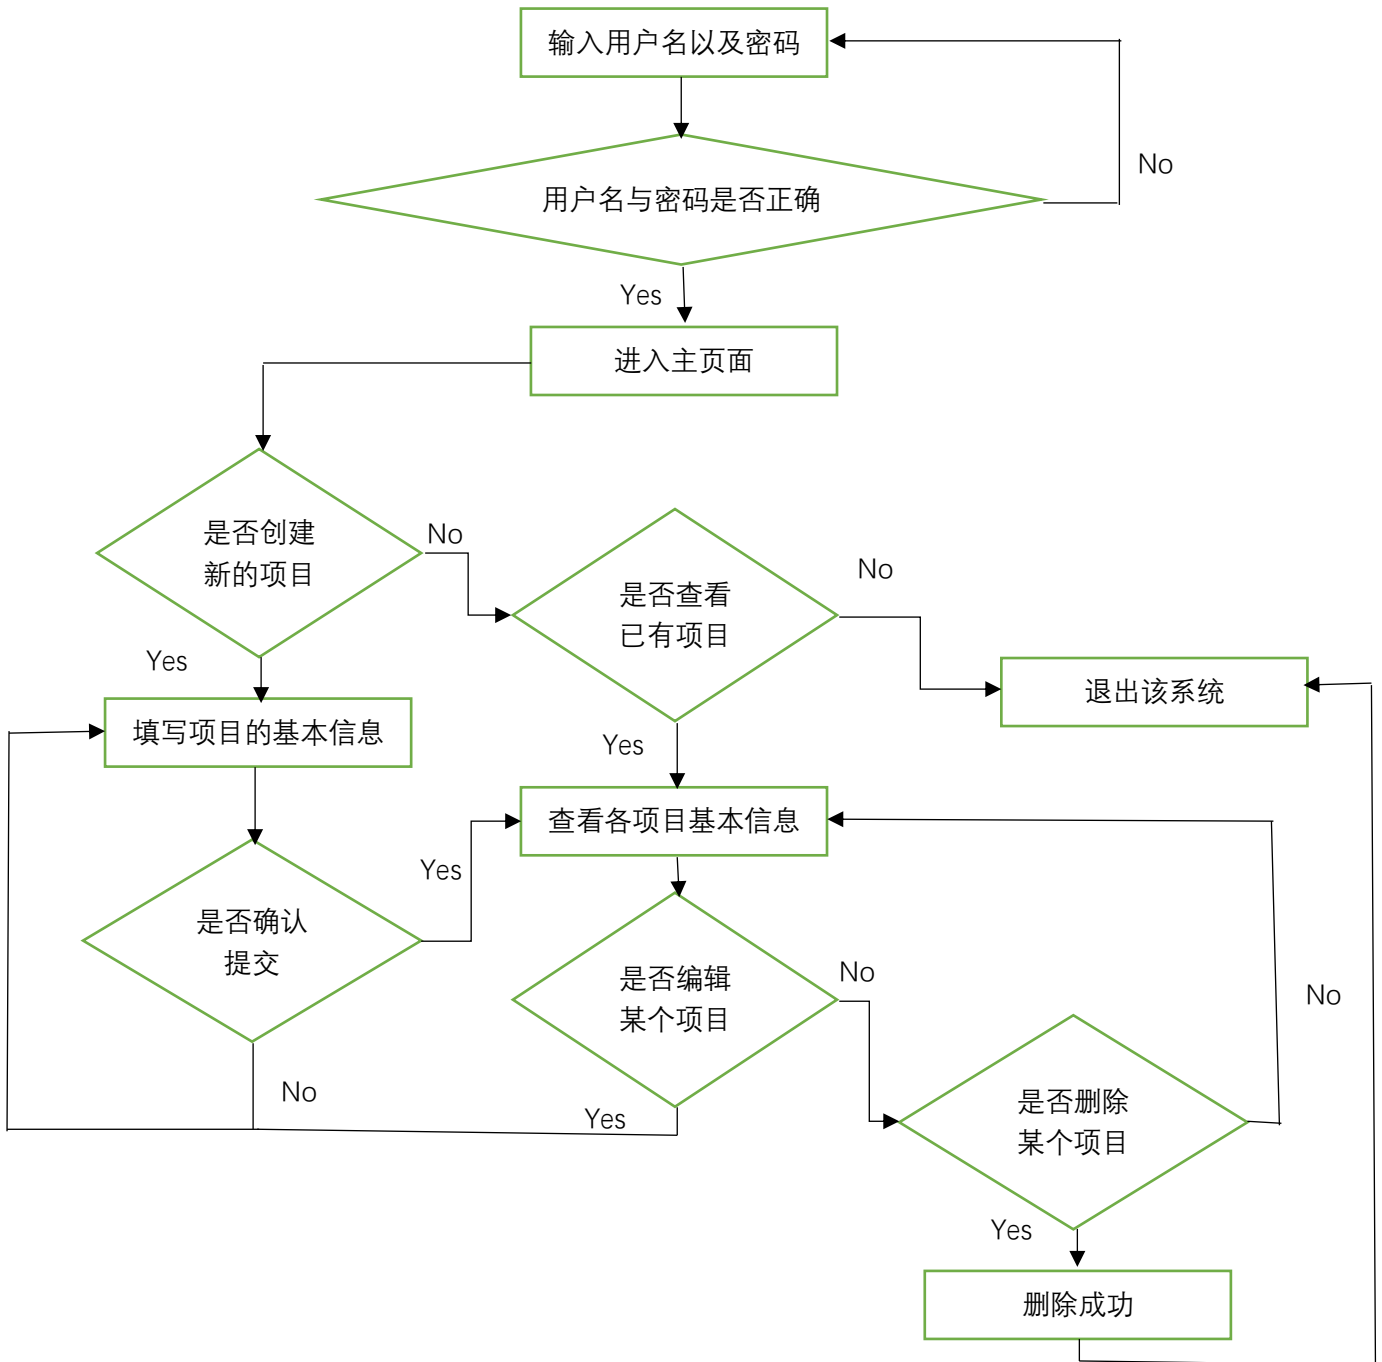 输入用户名以及密码
No
用户名与密码是否正确
Yes
进入主页面
是否创建
新的项目
No
是否查看
已有项目
No
Yes
退出该系统
填写项目的基本信息
Yes
查看各项目基本信息
Yes
是否确认
提交
是否编辑
某个项目
No
No
No
Yes
是否删除
某个项目
Yes
删除成功